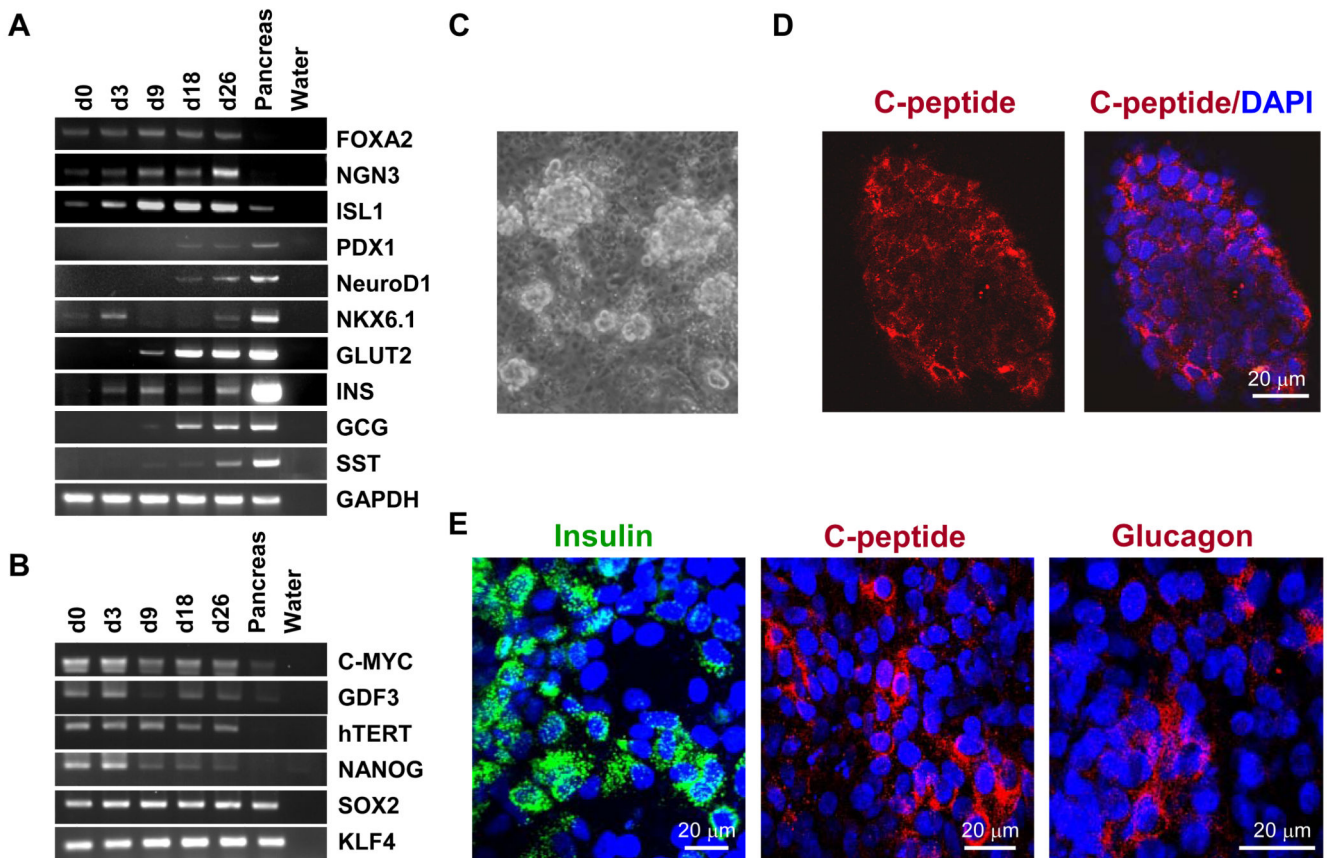 A
d0 d3 d9 d18 d26 Pancreas Water
FOXA2
NGN3
ISL1
PDX1
NeuroD1
NKX6.1
GLUT2
INS
GCG
SST
GAPDH
B
d0 d3 d9 d18 d26 Pancreas Water
C-MYC
GDF3
hTERT
NANOG
SOX2
KLF4
C
D
C-peptide C-peptide/DAPI
20 µm
E
Insulin C-peptide Glucagon
20 µm 20 µm 20 µm